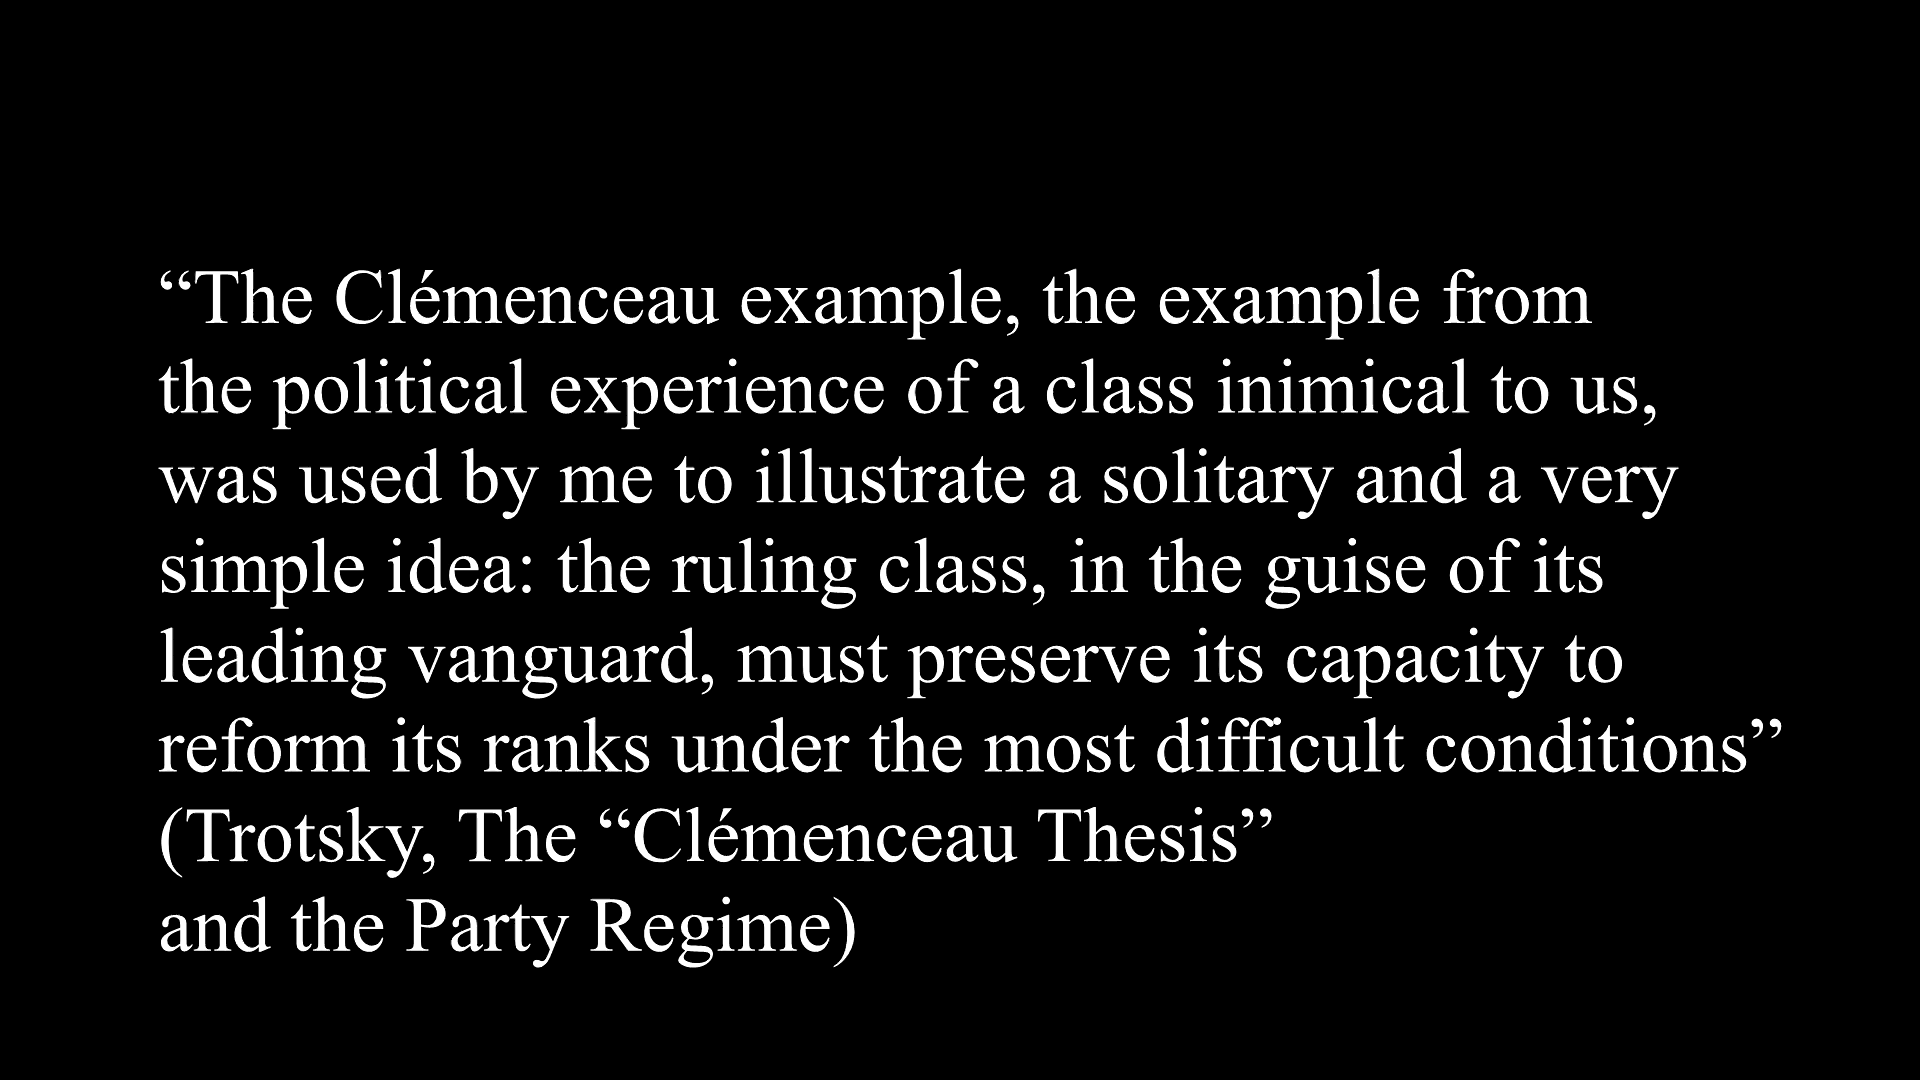 “The Clémenceau example, the example from
the political experience of a class inimical to us,
was used by me to illustrate a solitary and a very
simple idea: the ruling class, in the guise of its
leading vanguard, must preserve its capacity to
reform its ranks under the most difficult conditions”
(Trotsky, The “Clémenceau Thesis”
and the Party Regime)